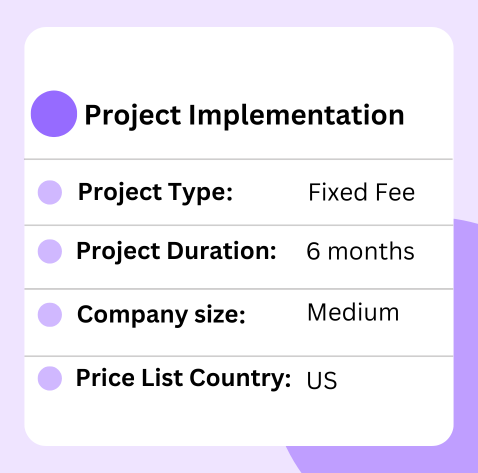 Project Implementation
Project Type: Fixed Fee
Project Duration: 6 months
Company size: Medium
Price List Country: US